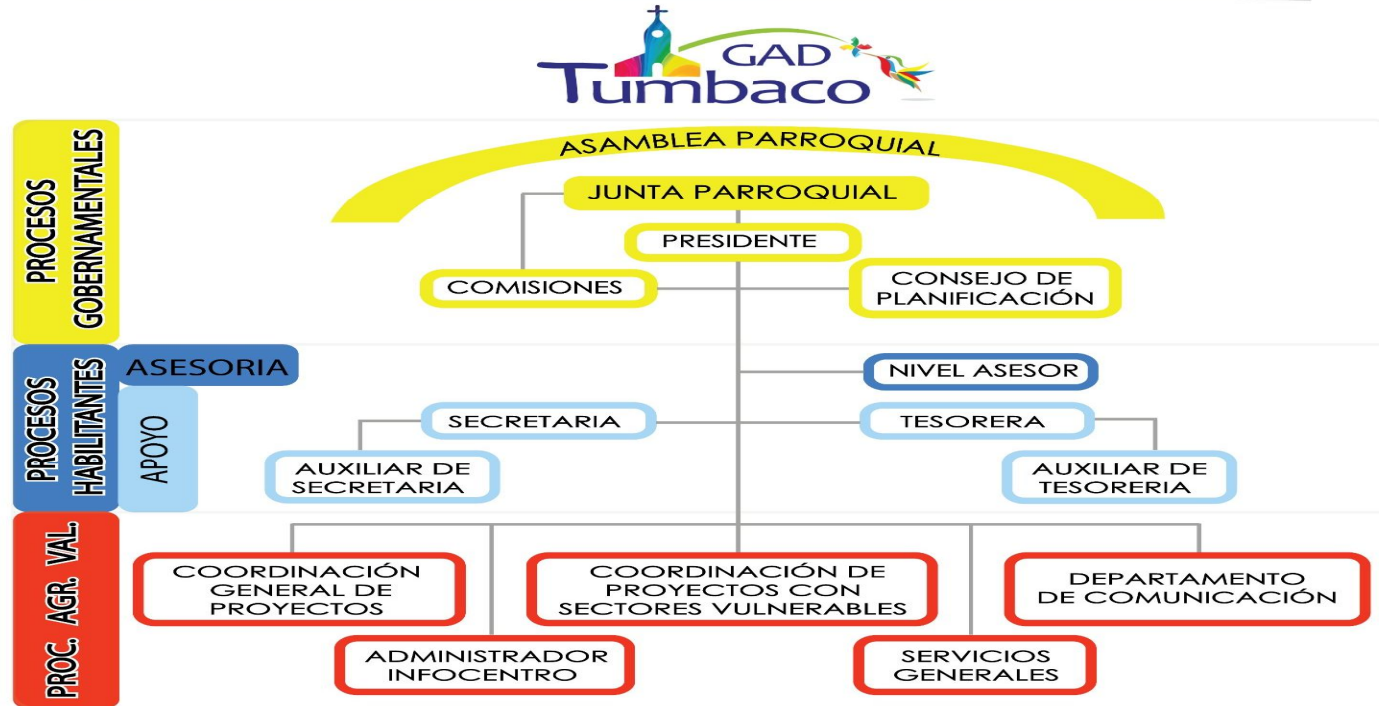 GAD
Tumbaco
PROCESOS
GOBERNAMENTALES
ASAMBLEA PARROQUIAL
JUNTA PARROQUIAL
PRESIDENTE
COMISIONES
CONSEJO DE
PLANIFICACIÓN
PROCESOS
HABILITANTES
ASESORIA
NIVEL ASESOR
APOYO
SECRETARIA
TESORERA
AUXILIAR DE
SECRETARIA
AUXILIAR DE
TESORERIA
PROC. AGR. VAL.
COORDINACIÓN
GENERAL DE
PROYECTOS
COORDINACIÓN DE
PROYECTOS CON
SECTORES VULNERABLES
DEPARTAMENTO
DE COMUNICACIÓN
ADMINISTRADOR
INFOCENTRO
SERVICIOS
GENERALES